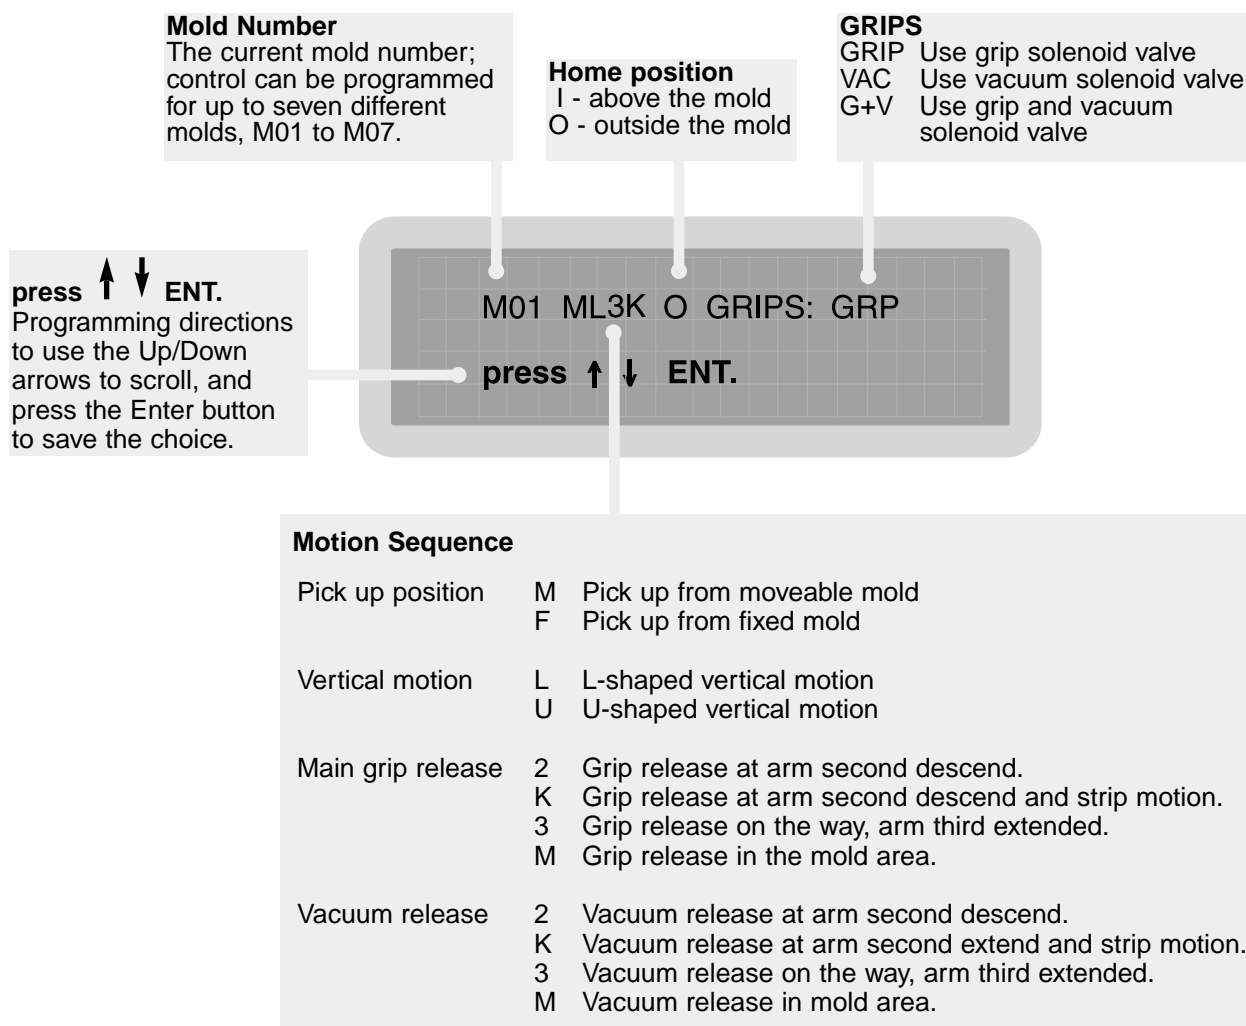 Mold Number
The current mold number;
control can be programmed
for up to seven different
molds, M01 to M07.
Home position
I - above the mold
O - outside the mold
GRIPS
GRIP Use grip solenoid valve
VAC Use vacuum solenoid valve
G+V Use grip and vacuum
solenoid valve
press ↑ ↓ ENT.
Programming directions
to use the Up/Down
arrows to scroll, and
press the Enter button
to save the choice.
M01 ML3K O GRIPS: GRP
press ↑ ↓ ENT.
Motion Sequence
Pick up position M Pick up from moveable mold
F Pick up from fixed mold
Vertical motion L L-shaped vertical motion
U U-shaped vertical motion
Main grip release 2 Grip release at arm second descend.
K Grip release at arm second descend and strip motion.
3 Grip release on the way, arm third extended.
M Grip release in the mold area.
Vacuum release 2 Vacuum release at arm second descend.
K Vacuum release at arm second extend and strip motion.
3 Vacuum release on the way, arm third extended.
M Vacuum release in mold area.